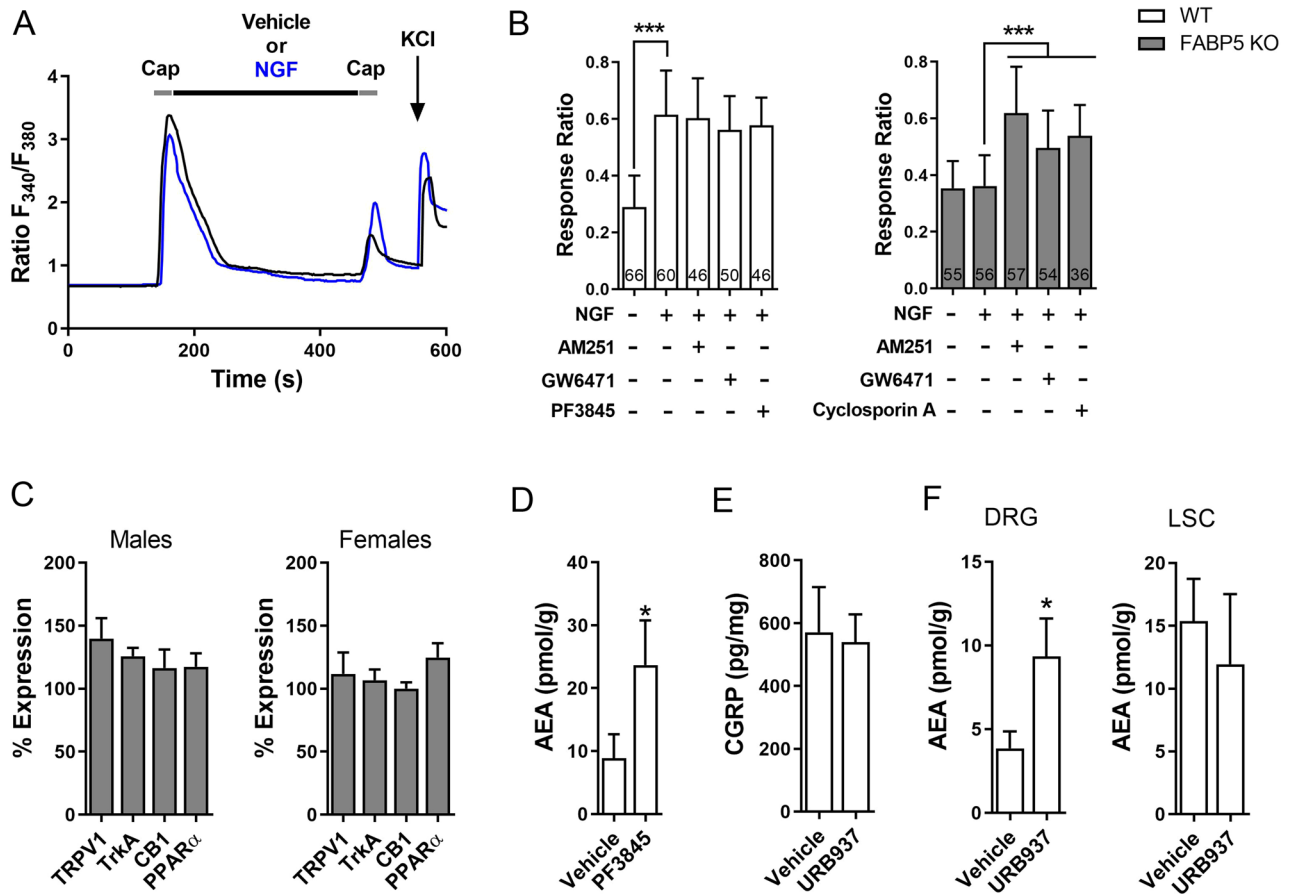 A
Vehicle
or
NGF
Cap
Cap
KCl
4
3
2
1
0
Ratio F340/F380
0
200
400
600
Time (s)
B
WT
FABP5 KO
***
0.8
0.6
0.4
0.2
0.0
Response Ratio
66
60
46
50
46
NGF - + + + +
AM251 - - + - -
GW6471 - - - + -
PF3845 - - - - +
***
0.8
0.6
0.4
0.2
0.0
Response Ratio
55
56
57
54
36
NGF - + + + +
AM251 - - + - -
GW6471 - - - + -
Cyclosporin A - - - - +
C
Males
200
150
100
50
0
% Expression
TRPV1
TrkA
CB1
PPARα
Females
200
150
100
50
0
% Expression
TRPV1
TrkA
CB1
PPARα
D
40
30
20
10
0
AEA (pmol/g)
*
Vehicle
PF3845
E
800
600
400
200
0
CGRP (pg/mg)
Vehicle
URB937
F
DRG
15
10
5
0
AEA (pmol/g)
*
Vehicle
URB937
LSC
20
15
10
5
0
AEA (pmol/g)
Vehicle
URB937